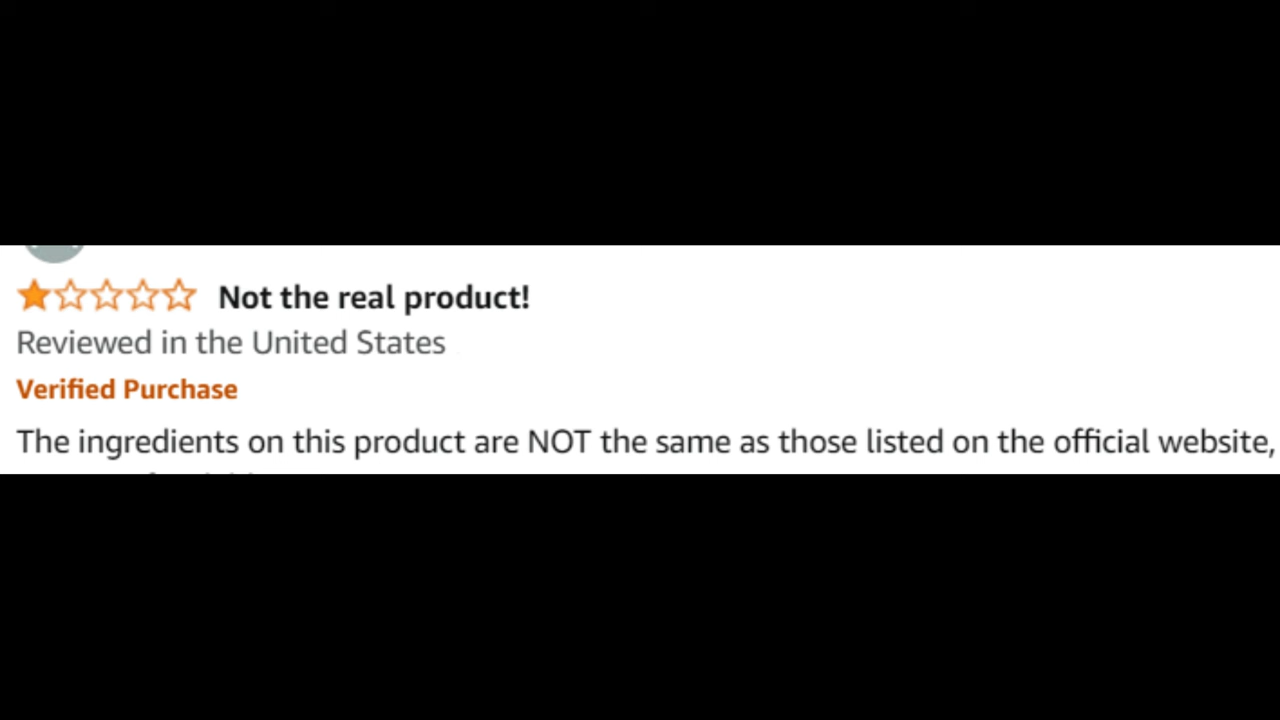 Not the real product!
Reviewed in the United States
Verified Purchase
The ingredients on this product are NOT the same as those listed on the official website,